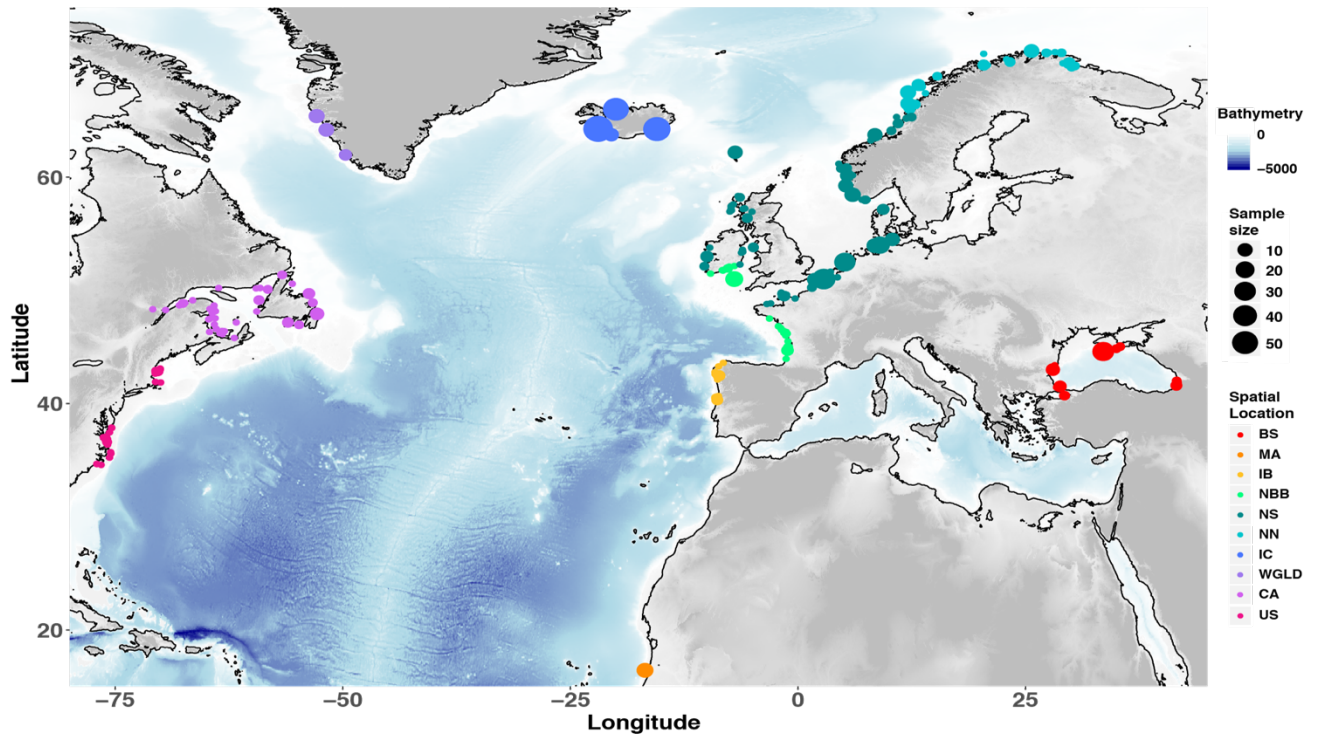 Latitude
60
40
20
−75
−50
−25
0
25
Longitude
Bathymetry
0
−5000
Sample
size
10
20
30
40
50
Spatial
Location
BS
MA
IB
NBB
NS
NN
IC
WGLD
CA
US